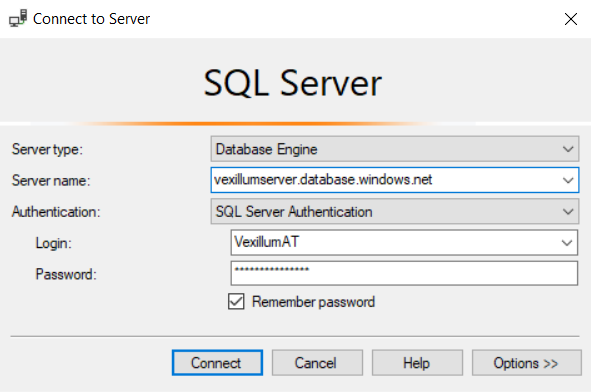 Connect to Server
SQL Server
Server type: Database Engine
Server name: vexillumserver.database.windows.net
Authentication: SQL Server Authentication
Login: VexillumAT
Password: ***************
Remember password
Connect Cancel Help Options >>